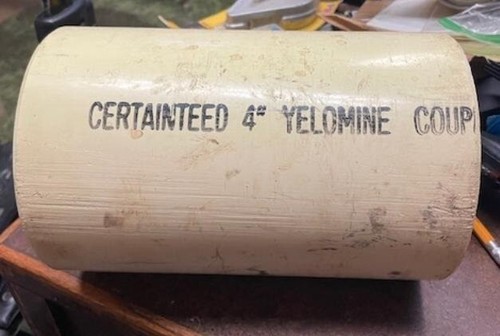 CERTAINTEED 4" YELOMINE COUP